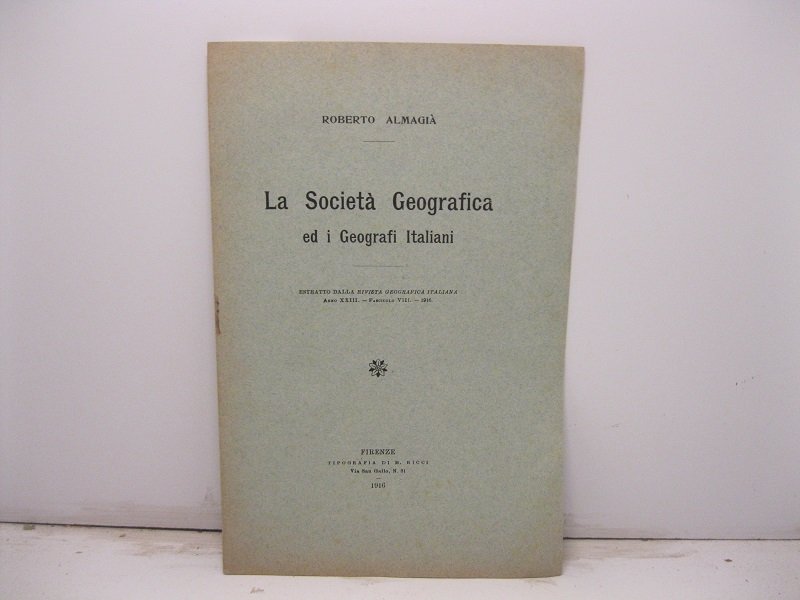 ROBERTO ALMAGIÀ
La Società Geografica
ed i Geografi Italiani
ESTRATTO DALLA RIVISTA GEOGRAFICA ITALIANA
ANNO XXIII. — FASCICOLO VIII. — 1916.
FIRENZE
TIPOGRAFIA DI M. RICCI
Via San Gallo, N. 31
1916